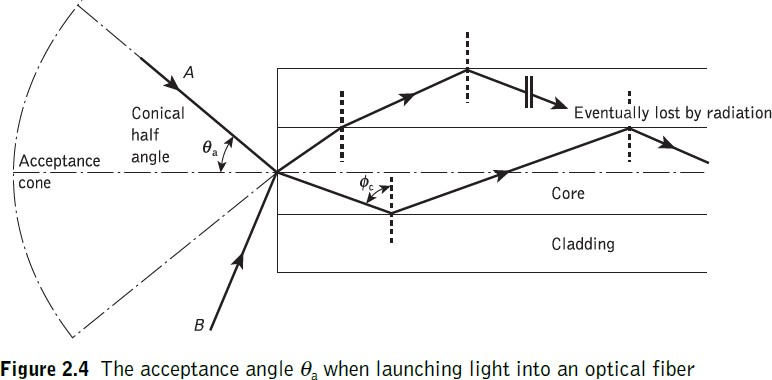 A
Conical
half
angle
θa
Acceptance
cone
Eventually lost by radiation
ϕc
Core
Cladding
B
Figure 2.4 The acceptance angle θa when launching light into an optical fiber